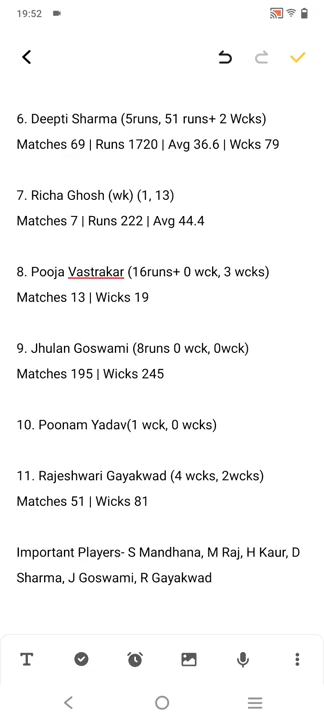 19:52
6. Deepti Sharma (5runs, 51 runs+ 2 Wcks)
Matches 69 | Runs 1720 | Avg 36.6 | Wcks 79
7. Richa Ghosh (wk) (1, 13)
Matches 7 | Runs 222 | Avg 44.4
8. Pooja Vastrakar (16runs+ 0 wck, 3 wcks)
Matches 13 | Wicks 19
9. Jhulan Goswami (8runs 0 wck, 0wck)
Matches 195 | Wicks 245
10. Poonam Yadav(1 wck, 0 wcks)
11. Rajeshwari Gayakwad (4 wcks, 2wcks)
Matches 51 | Wicks 81
Important Players- S Mandhana, M Raj, H Kaur, D
Sharma, J Goswami, R Gayakwad